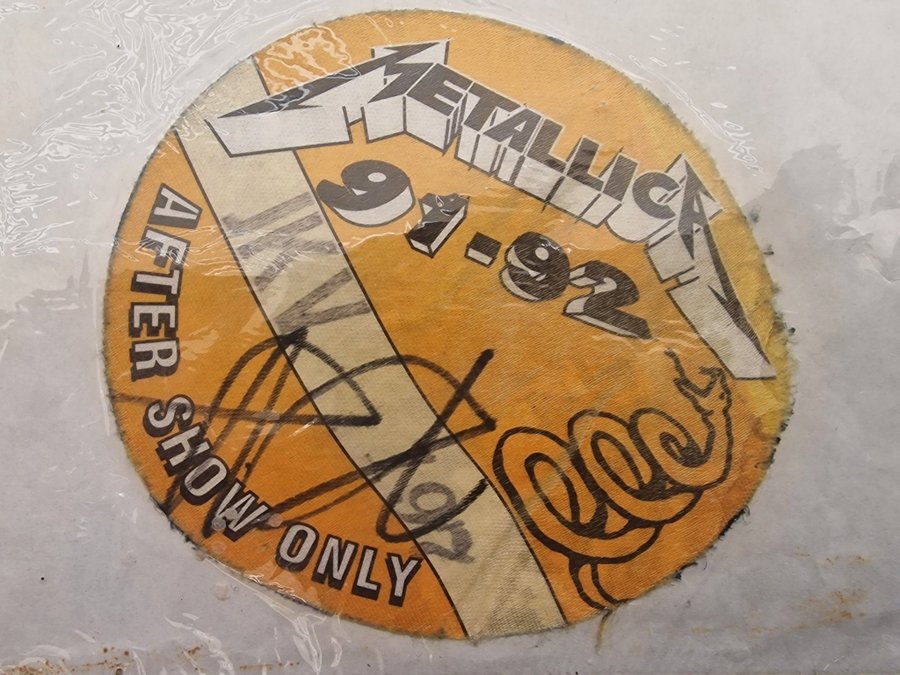 METALLICA
91-92
AFTER SHOW ONLY